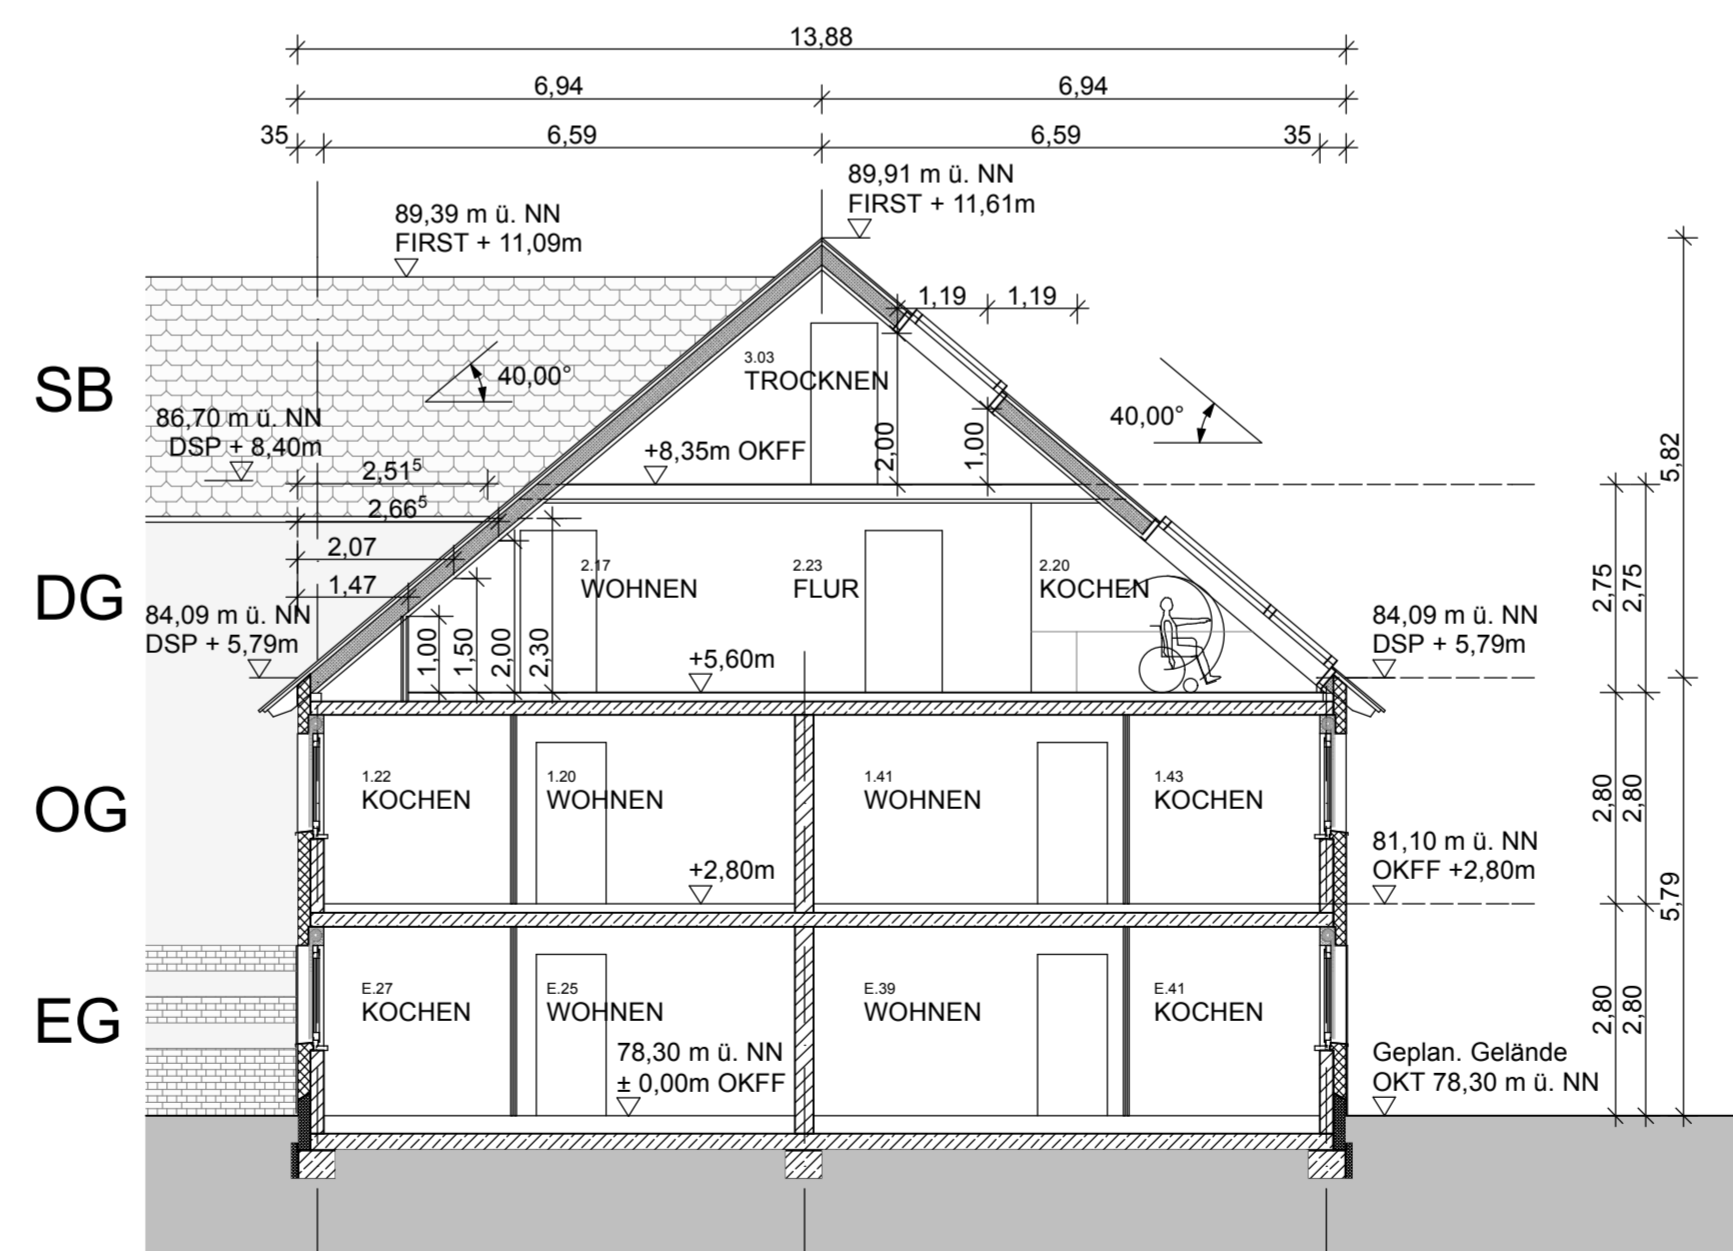 13,88
6,94 6,94
35 6,59 6,59 35
89,91 m ü. NN
FIRST + 11,61m
89,39 m ü. NN
FIRST + 11,09m
1,19 1,19
SB
3.03
TROCKNEN
40,00°
40,00°
86,70 m ü. NN
DSP + 8,40m
+8,35m OKFF
2,00
1,00
5,82
2,51⁵
2,66⁵
2,07
1,47
DG
2.17
WOHNEN
2.23
FLUR
2.20
KOCHEN
2,75
2,75
84,09 m ü. NN
DSP + 5,79m
84,09 m ü. NN
DSP + 5,79m
1,00
1,50
2,00
2,30
+5,60m
OG
1.22
KOCHEN
1.20
WOHNEN
1.41
WOHNEN
1.43
KOCHEN
2,80
2,80
81,10 m ü. NN
OKFF +2,80m
+2,80m
5,79
EG
E.27
KOCHEN
E.25
WOHNEN
E.39
WOHNEN
E.41
KOCHEN
2,80
2,80
78,30 m ü. NN
± 0,00m OKFF
Geplan. Gelände
OKT 78,30 m ü. NN